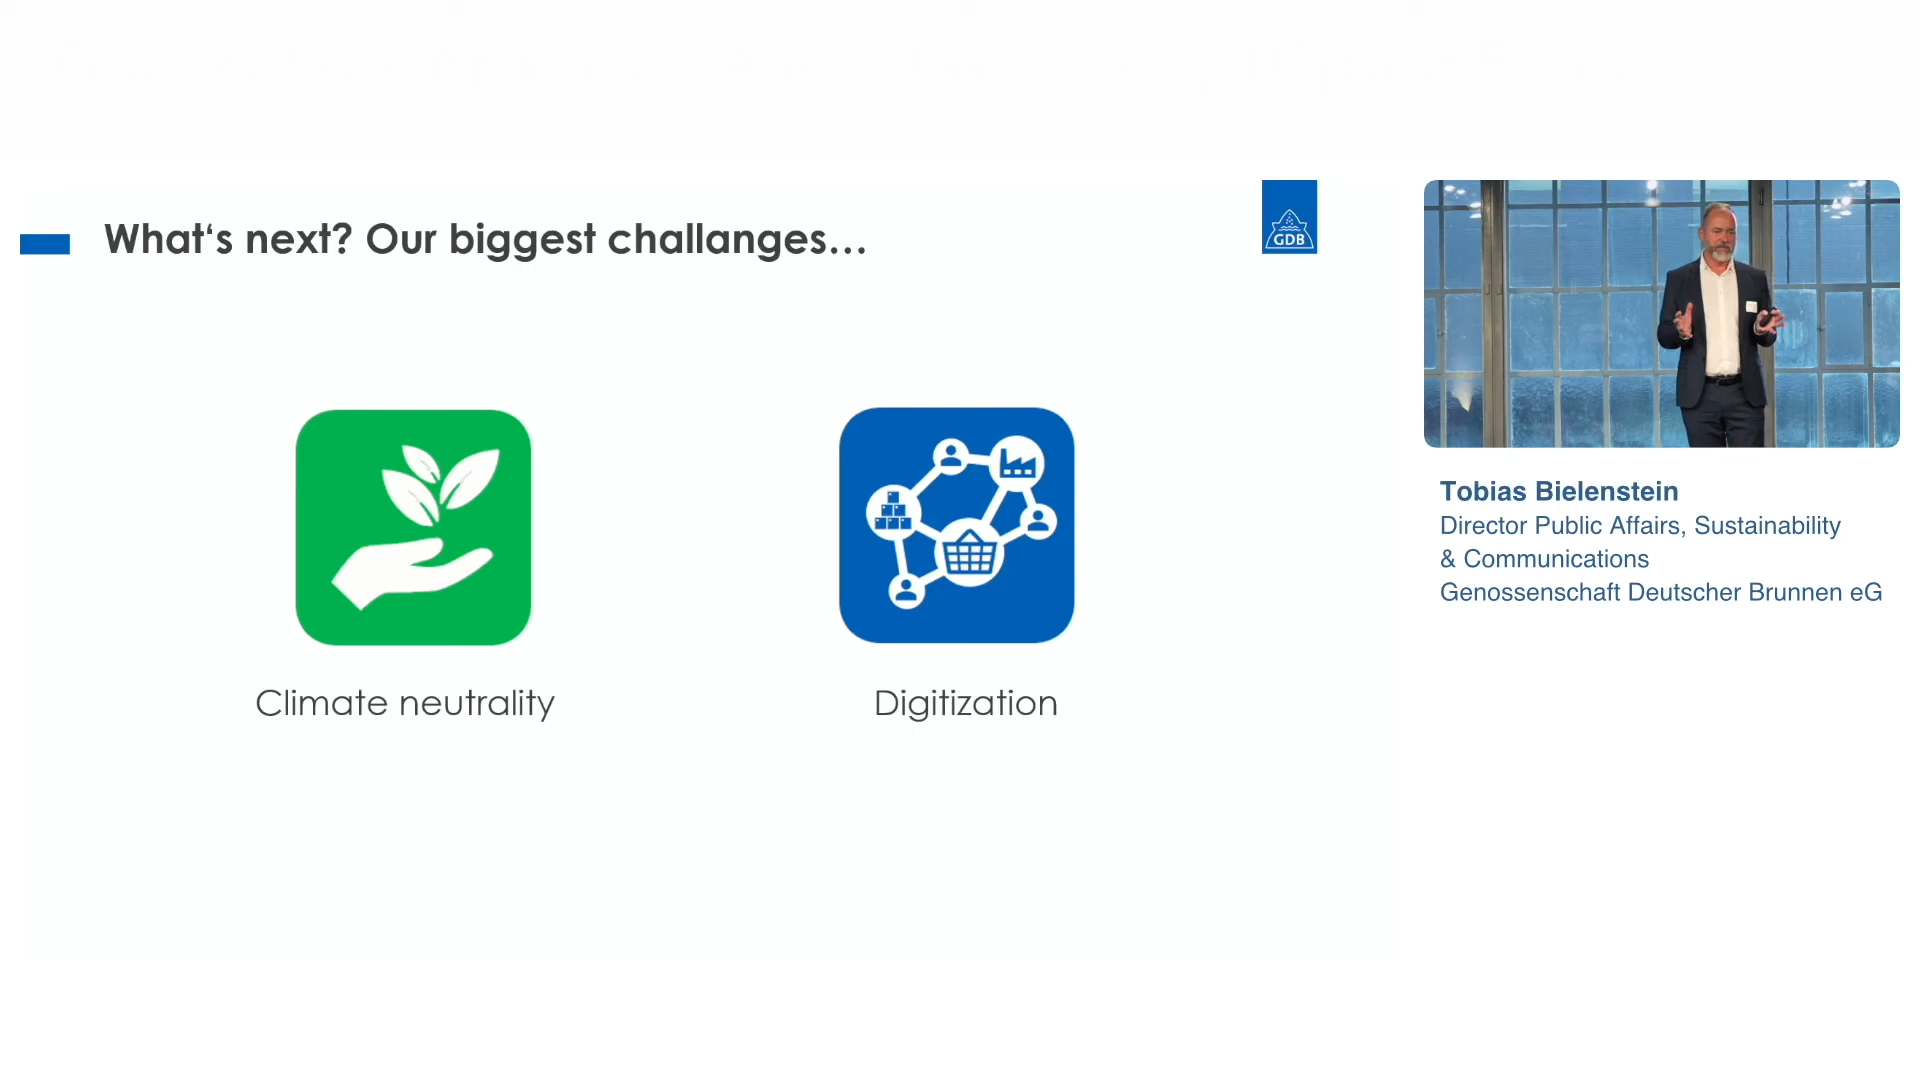 What‘s next? Our biggest challanges…
GDB
Climate neutrality
Digitization
Tobias Bielenstein
Director Public Affairs, Sustainability
& Communications
Genossenschaft Deutscher Brunnen eG